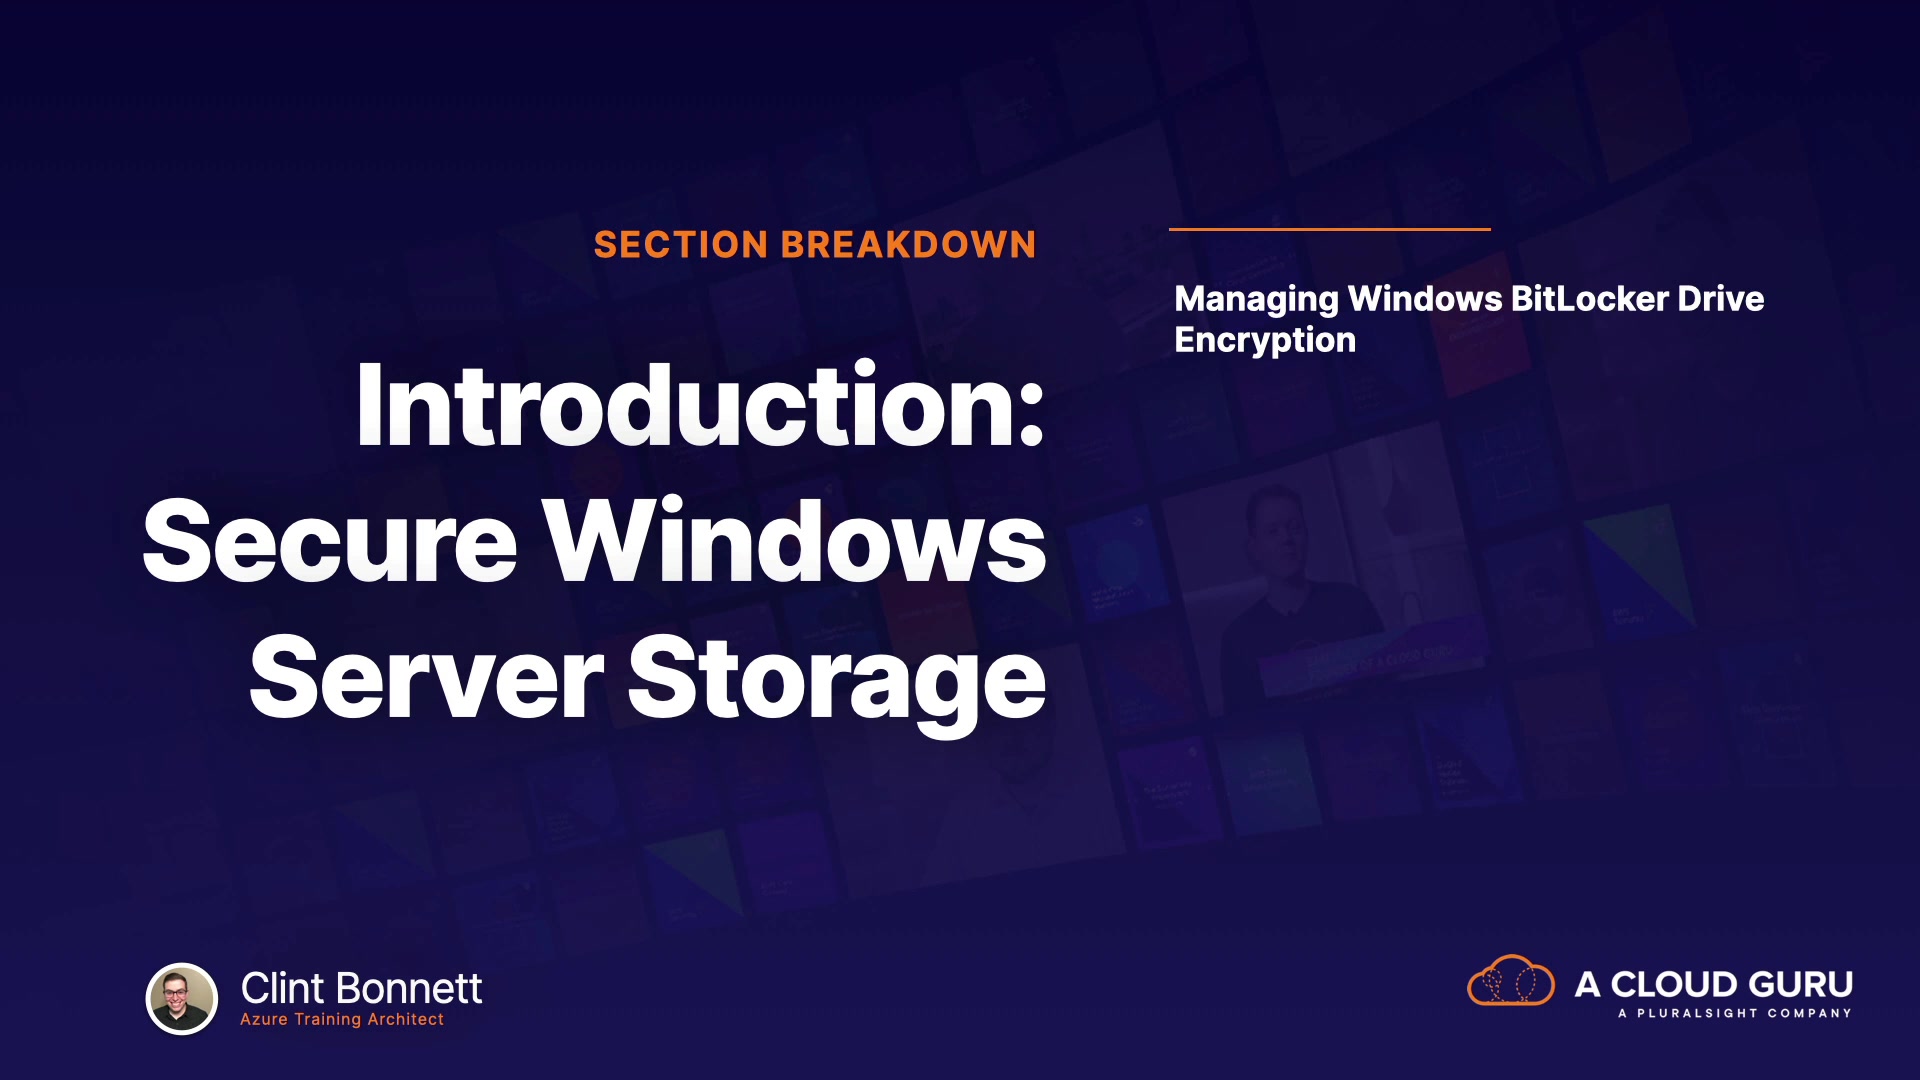 SECTION BREAKDOWN
Introduction:
Secure Windows
Server Storage
Managing Windows BitLocker Drive
Encryption
Clint Bonnett
Azure Training Architect
A CLOUD GURU
A PLURALSIGHT COMPANY